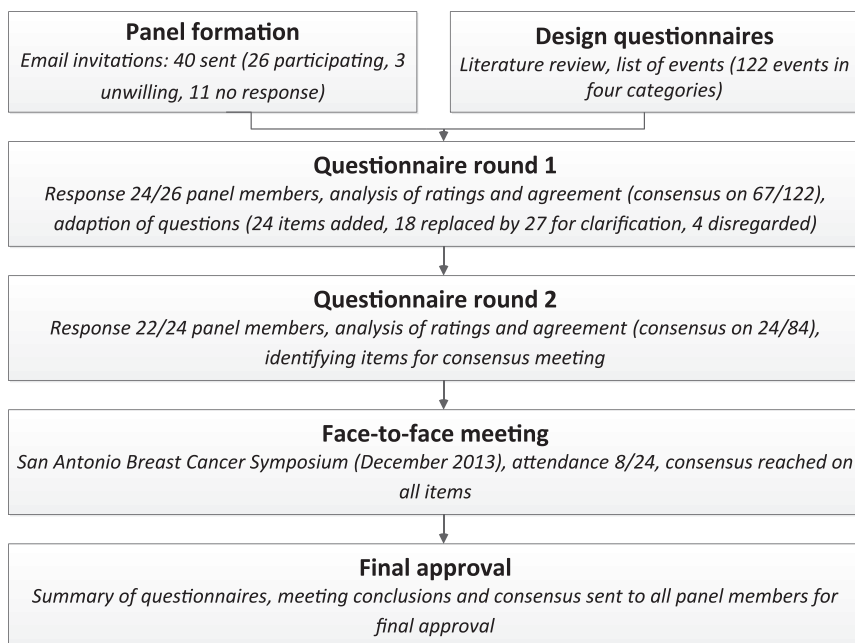 Panel formation
Email invitations: 40 sent (26 participating, 3
unwilling, 11 no response)
Design questionnaires
Literature review, list of events (122 events in
four categories)
Questionnaire round 1
Response 24/26 panel members, analysis of ratings and agreement (consensus on 67/122),
adaption of questions (24 items added, 18 replaced by 27 for clarification, 4 disregarded)
Questionnaire round 2
Response 22/24 panel members, analysis of ratings and agreement (consensus on 24/84),
identifying items for consensus meeting
Face-to-face meeting
San Antonio Breast Cancer Symposium (December 2013), attendance 8/24, consensus reached on
all items
Final approval
Summary of questionnaires, meeting conclusions and consensus sent to all panel members for
final approval